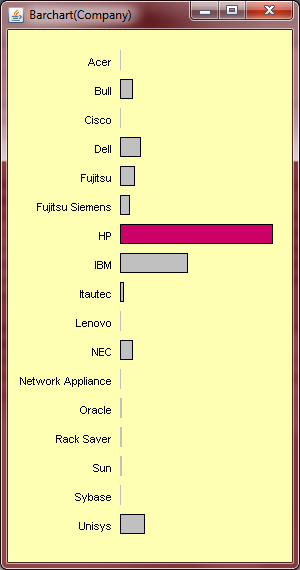 Barchart(Company)
Acer
Bull
Cisco
Dell
Fujitsu
Fujitsu Siemens
HP
IBM
Itautec
Lenovo
NEC
Network Appliance
Oracle
Rack Saver
Sun
Sybase
Unisys